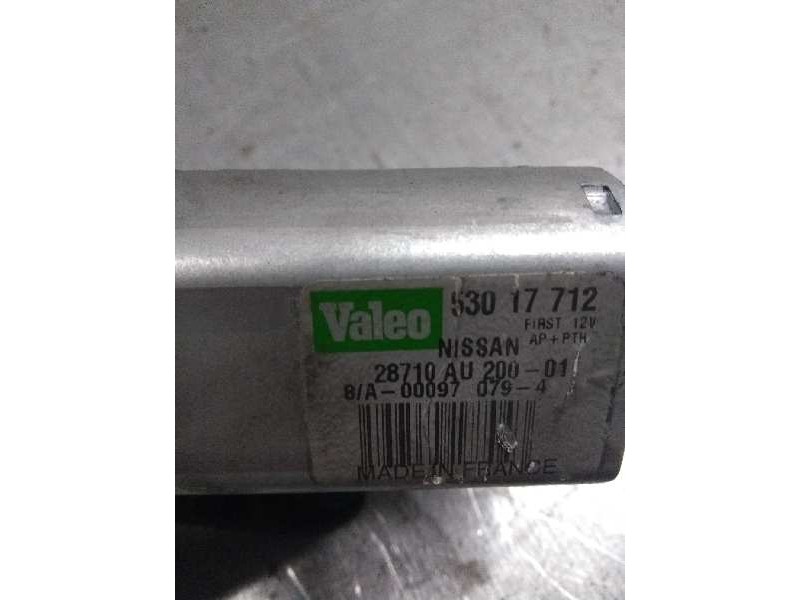 Valeo 530 17 712
FIRST 12V
NISSAN AP+PTH
28710 AU 200-01
8/A-00097 079-4
MADE IN FRANCE